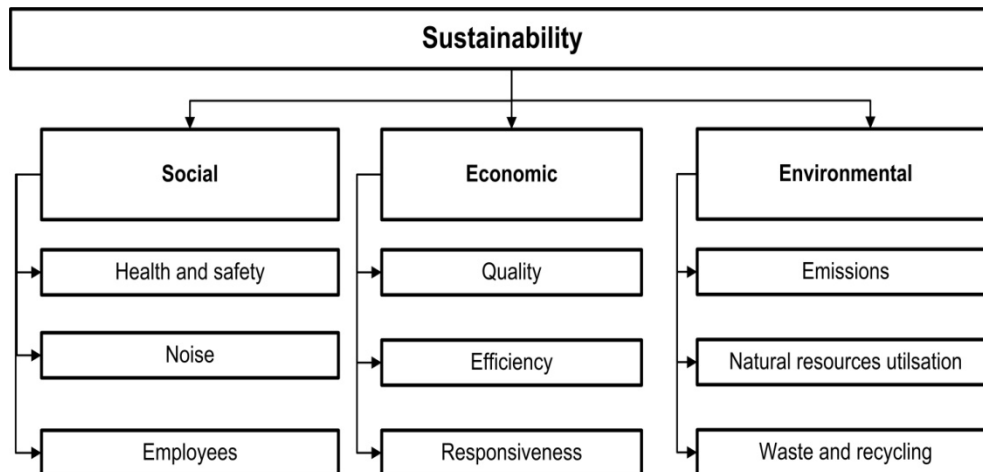 Sustainability
Social
Economic
Environmental
Health and safety
Quality
Emissions
Noise
Efficiency
Natural resources utilsation
Employees
Responsiveness
Waste and recycling